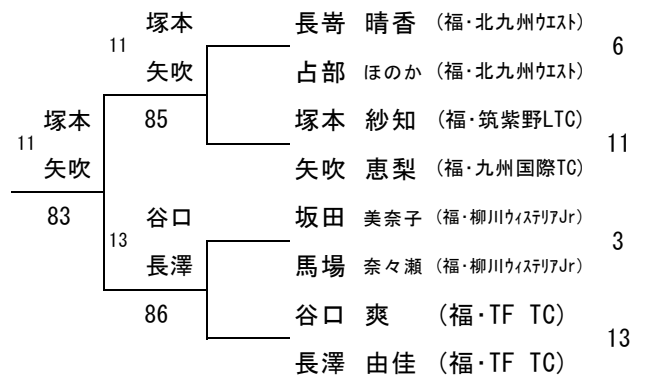 塚本 長嵜 晴香 (福・北九州ウエスト)
11 6
矢吹 占部 ほのか (福・北九州ウエスト)
塚本 85 塚本 紗知 (福・筑紫野LTC)
11 11
矢吹 矢吹 恵梨 (福・九州国際TC)
83 谷口 坂田 美奈子 (福・柳川ウィステリアJr)
13 3
長澤 馬場 奈々瀬 (福・柳川ウィステリアJr)
86 谷口 爽 (福・TF TC)
13
長澤 由佳 (福・TF TC)